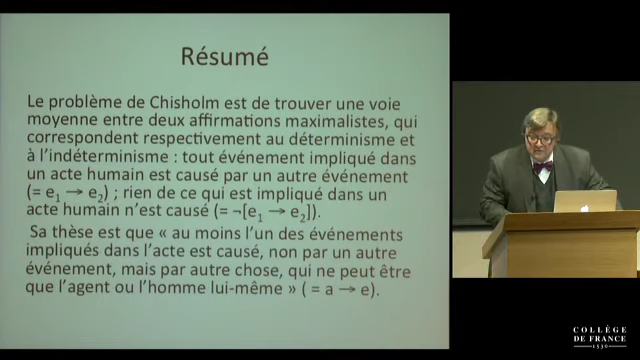 Résumé
Le problème de Chisholm est de trouver une voie
moyenne entre deux affirmations maximalistes, qui
correspondent respectivement au déterminisme et
à l'indéterminisme : tout événement impliqué dans
un acte humain est causé par un autre événement
(= e₁ → e₂) ; rien de ce qui est impliqué dans un
acte humain n'est causé (= ¬[e₁ → e₂]).
Sa thèse est que « au moins l'un des événements
impliqués dans l'acte est causé, non par un autre
événement, mais par autre chose, qui ne peut être
que l'agent ou l'homme lui-même » ( = a → e).
COLLÈGE
DE FRANCE
1530